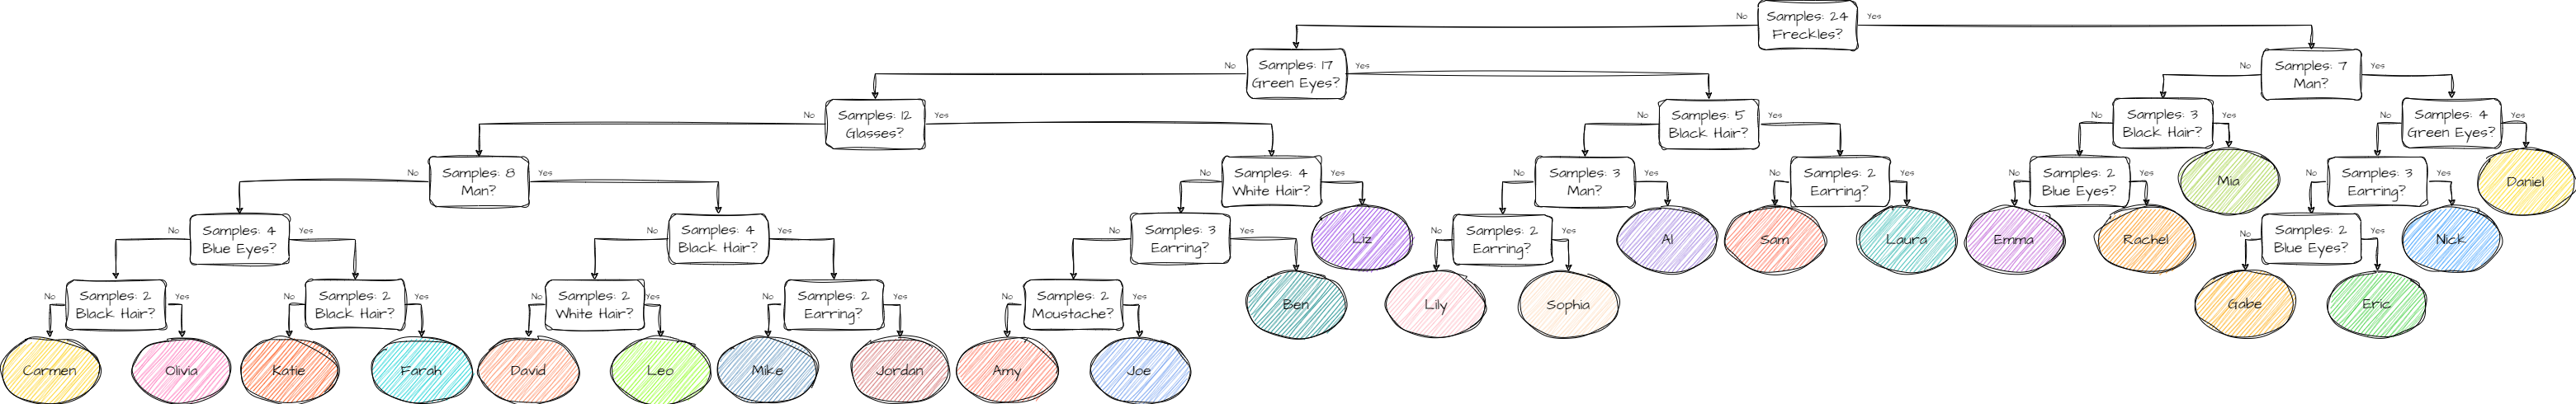 No
Samples: 24
Freckles?
Yes
No
Samples: 17
Green Eyes?
Yes
No
Samples: 7
Man?
Yes
No
Samples: 12
Glasses?
Yes
No
Samples: 5
Black Hair?
Yes
No
Samples: 3
Black Hair?
Yes
No
Samples: 4
Green Eyes?
Yes
No
Samples: 8
Man?
Yes
No
Samples: 4
White Hair?
Yes
No
Samples: 3
Man?
Yes
No
Samples: 2
Earring?
Yes
No
Samples: 2
Blue Eyes?
Yes
Mia
No
Samples: 3
Earring?
Yes
Daniel
No
Samples: 4
Blue Eyes?
Yes
No
Samples: 4
Black Hair?
Yes
No
Samples: 3
Earring?
Yes
Liz
No
Samples: 2
Earring?
Yes
Al
Sam
Laura
Emma
Rachel
No
Samples: 2
Blue Eyes?
Yes
Nick
No
Samples: 2
Black Hair?
Yes
No
Samples: 2
Black Hair?
Yes
No
Samples: 2
White Hair?
Yes
No
Samples: 2
Earring?
Yes
No
Samples: 2
Moustache?
Yes
Ben
Lily
Sophia
Gabe
Eric
Carmen
Olivia
Katie
Farah
David
Leo
Mike
Jordan
Amy
Joe